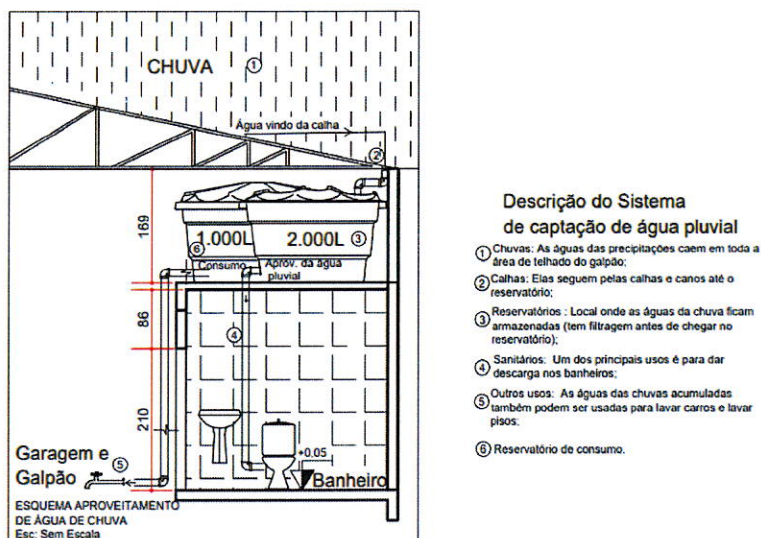 CHUVA ①
Água vindo da calha
②
169
1.000L
2.000L ③
⑥
Consumo
Aprov. da água
pluvial
86
④
210
+0,05
Garagem e
Galpão
⑤
Banheiro
ESQUEMA APROVEITAMENTO
DE ÁGUA DE CHUVA
Esc: Sem Escala
Descrição do Sistema
de captação de água pluvial
① Chuvas: As águas das precipitações caem em toda a
área de telhado do galpão;
② Calhas: Elas seguem pelas calhas e canos até o
reservatório;
③ Reservatórios : Local onde as águas da chuva ficam
armazenadas (tem filtragem antes de chegar no
reservatório);
④ Sanitários: Um dos principais usos é para dar
descarga nos banheiros;
⑤ Outros usos: As águas das chuvas acumuladas
também podem ser usadas para lavar carros e lavar
pisos;
⑥ Reservatório de consumo.